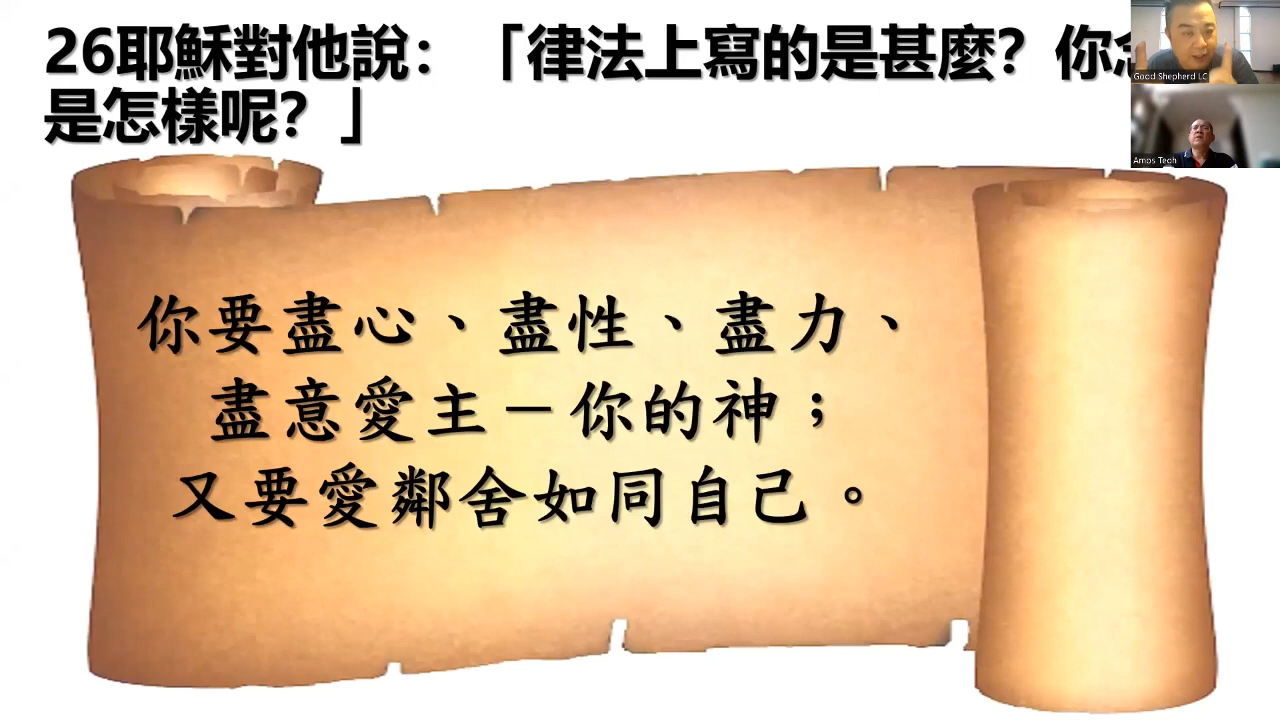 26耶穌對他說：「律法上寫的是甚麼？你
是怎樣呢？」
你要盡心、盡性、盡力、
盡意愛主－你的神；
又要愛鄰舍如同自己。
Good Shepherd LC
Amos Teoh